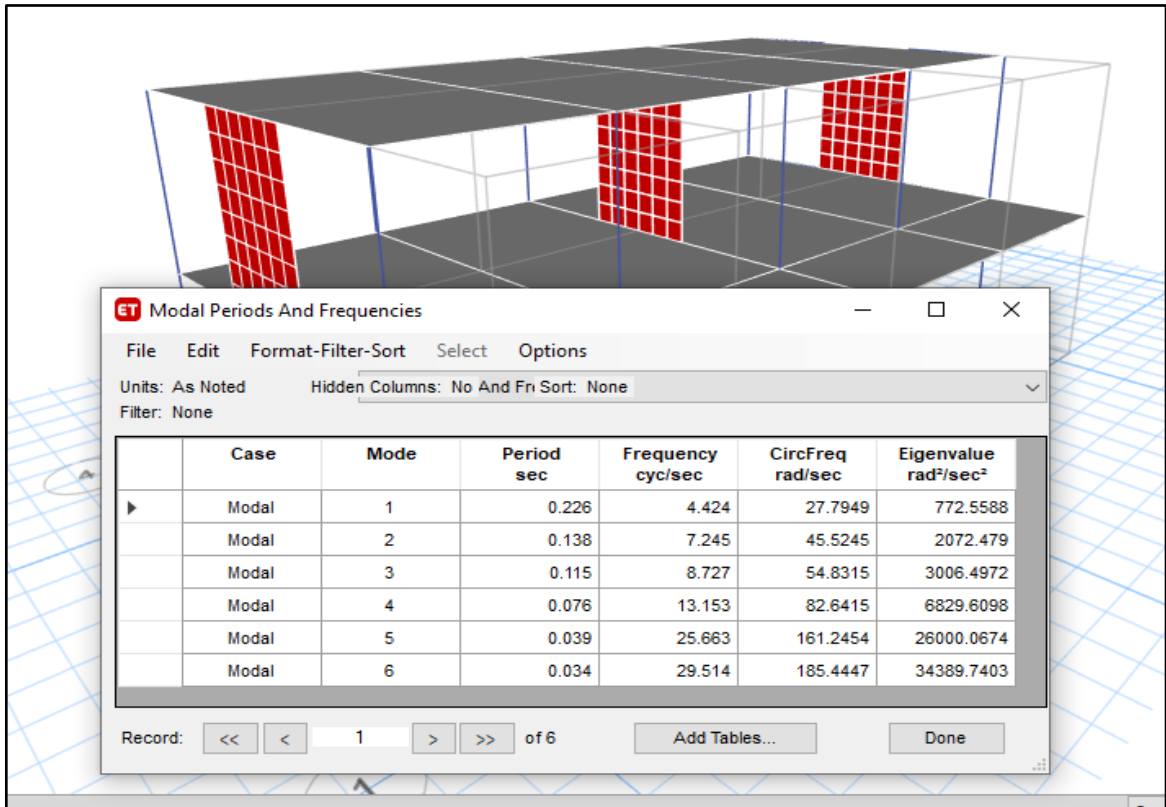 ET Modal Periods And Frequencies
File Edit Format-Filter-Sort Select Options
Units: As Noted Hidden Columns: No And Fr Sort: None
Filter: None
Case Mode Period Frequency CircFreq Eigenvalue
sec cyc/sec rad/sec rad²/sec²
Modal 1 0.226 4.424 27.7949 772.5588
Modal 2 0.138 7.245 45.5245 2072.479
Modal 3 0.115 8.727 54.8315 3006.4972
Modal 4 0.076 13.153 82.6415 6829.6098
Modal 5 0.039 25.663 161.2454 26000.0674
Modal 6 0.034 29.514 185.4447 34389.7403
Record: << < 1 > >> of 6 Add Tables... Done